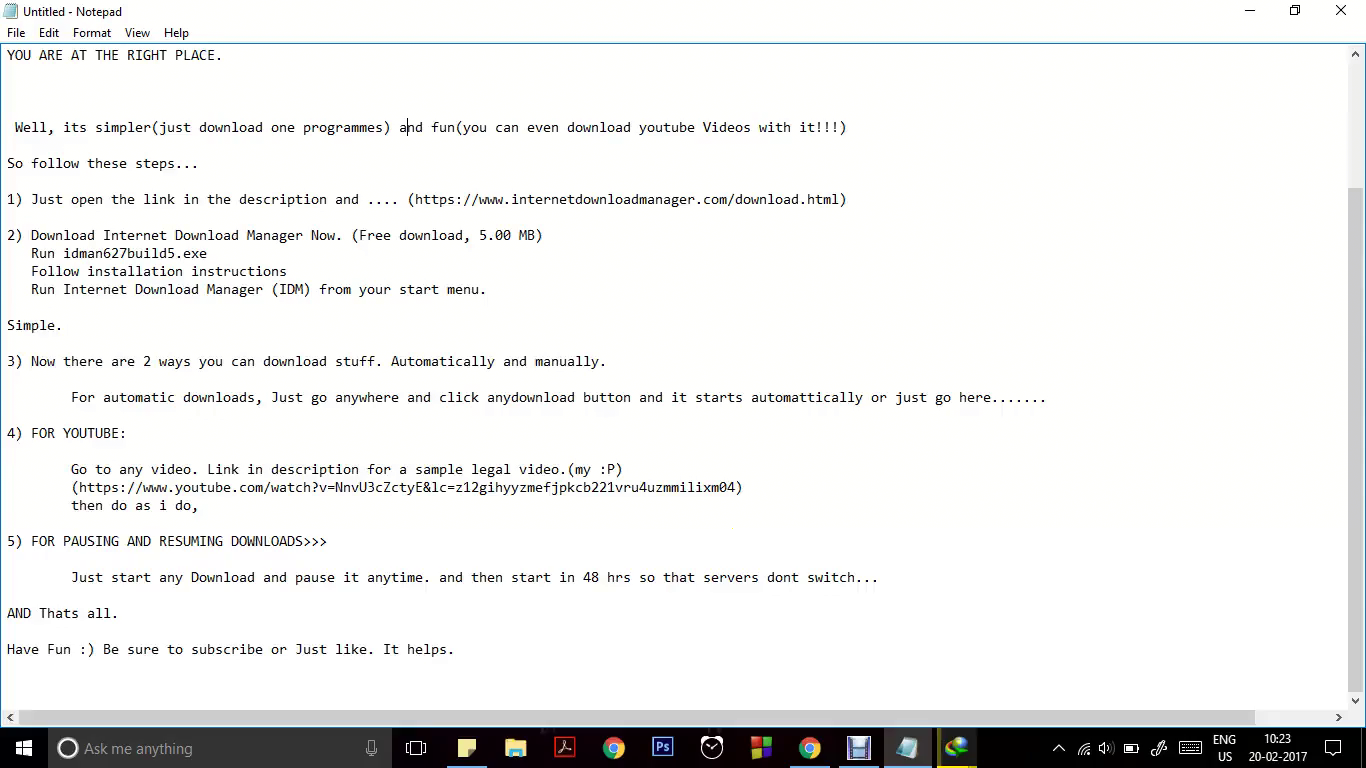 Untitled - Notepad
File Edit Format View Help
YOU ARE AT THE RIGHT PLACE.
Well, its simpler(just download one programmes) and fun(you can even download youtube Videos with it!!!)
So follow these steps...
1) Just open the link in the description and .... (https://www.internetdownloadmanager.com/download.html)
2) Download Internet Download Manager Now. (Free download, 5.00 MB)
Run idman627build5.exe
Follow installation instructions
Run Internet Download Manager (IDM) from your start menu.
Simple.
3) Now there are 2 ways you can download stuff. Automatically and manually.
For automatic downloads, Just go anywhere and click anydownload button and it starts automattically or just go here.......
4) FOR YOUTUBE:
Go to any video. Link in description for a sample legal video.(my :P)
(https://www.youtube.com/watch?v=NnvU3cZctyE&lc=z12gihyyzmefjpkcb221vru4uzmmilixm04)
then do as i do,
5) FOR PAUSING AND RESUMING DOWNLOADS>>>
Just start any Download and pause it anytime. and then start in 48 hrs so that servers dont switch...
AND Thats all.
Have Fun :) Be sure to subscribe or Just like. It helps.
Ask me anything
Ps
ENG
US
10:23
20-02-2017